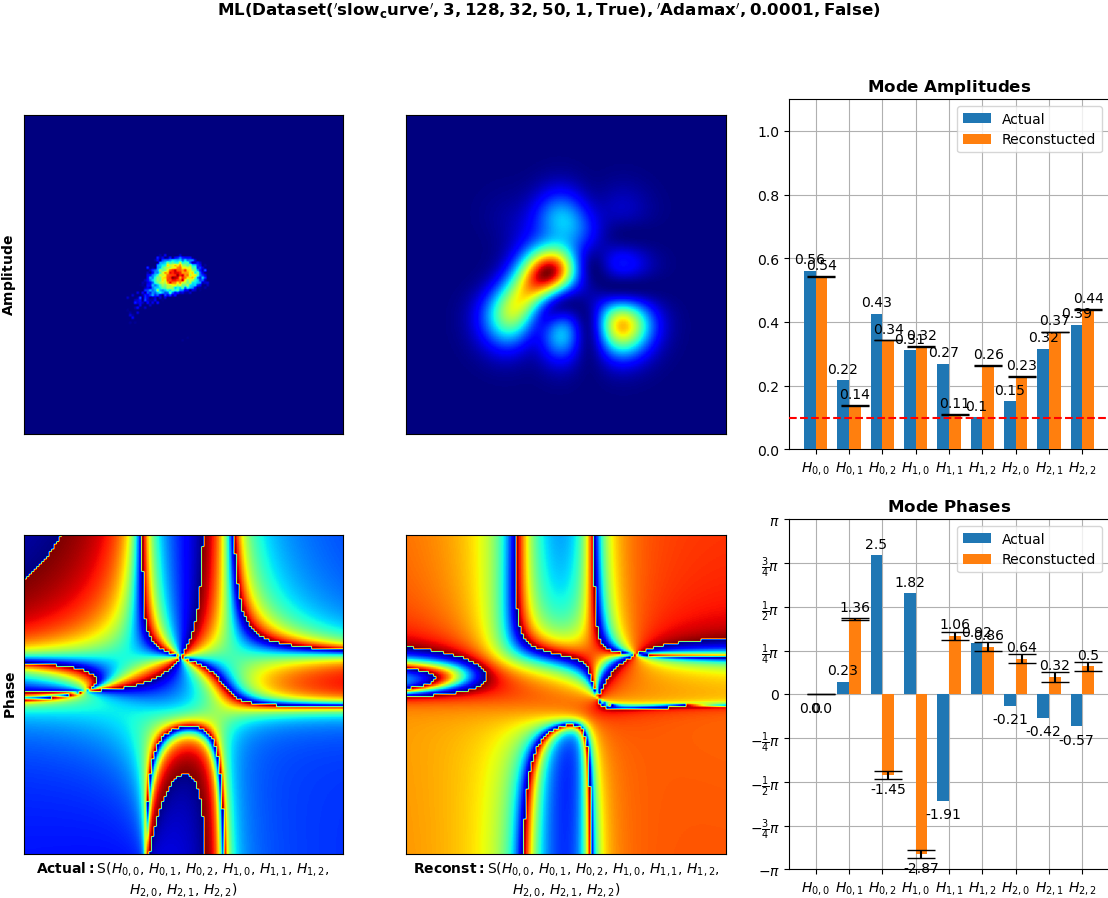 ML(Dataset('slow_curve', 3, 128, 32, 50, 1, True), 'Adamax', 0.0001, False)
Amplitude
Mode Amplitudes
Actual
Reconstucted
1.0
0.8
0.6
0.4
0.2
0.0
0.56 0.54
0.22 0.14
0.43 0.34
0.31 0.32
0.27 0.11
0.1 0.26
0.15 0.23
0.32 0.37
0.39 0.44
H0,0 H0,1 H0,2 H1,0 H1,1 H1,2 H2,0 H2,1 H2,2
Phase
Actual: S(H0,0, H0,1, H0,2, H1,0, H1,1, H1,2,
H2,0, H2,1, H2,2)
Reconst: S(H0,0, H0,1, H0,2, H1,0, H1,1, H1,2,
H2,0, H2,1, H2,2)
Mode Phases
Actual
Reconstucted
π
3/4π
1/2π
1/4π
0
−1/4π
−1/2π
−3/4π
−π
0.0 0.0
0.23 1.36
2.5 -1.45
1.82 -2.87
-1.91 1.06
0.86
-0.21 0.64
-0.42 0.32
-0.57 0.5
H0,0 H0,1 H0,2 H1,0 H1,1 H1,2 H2,0 H2,1 H2,2